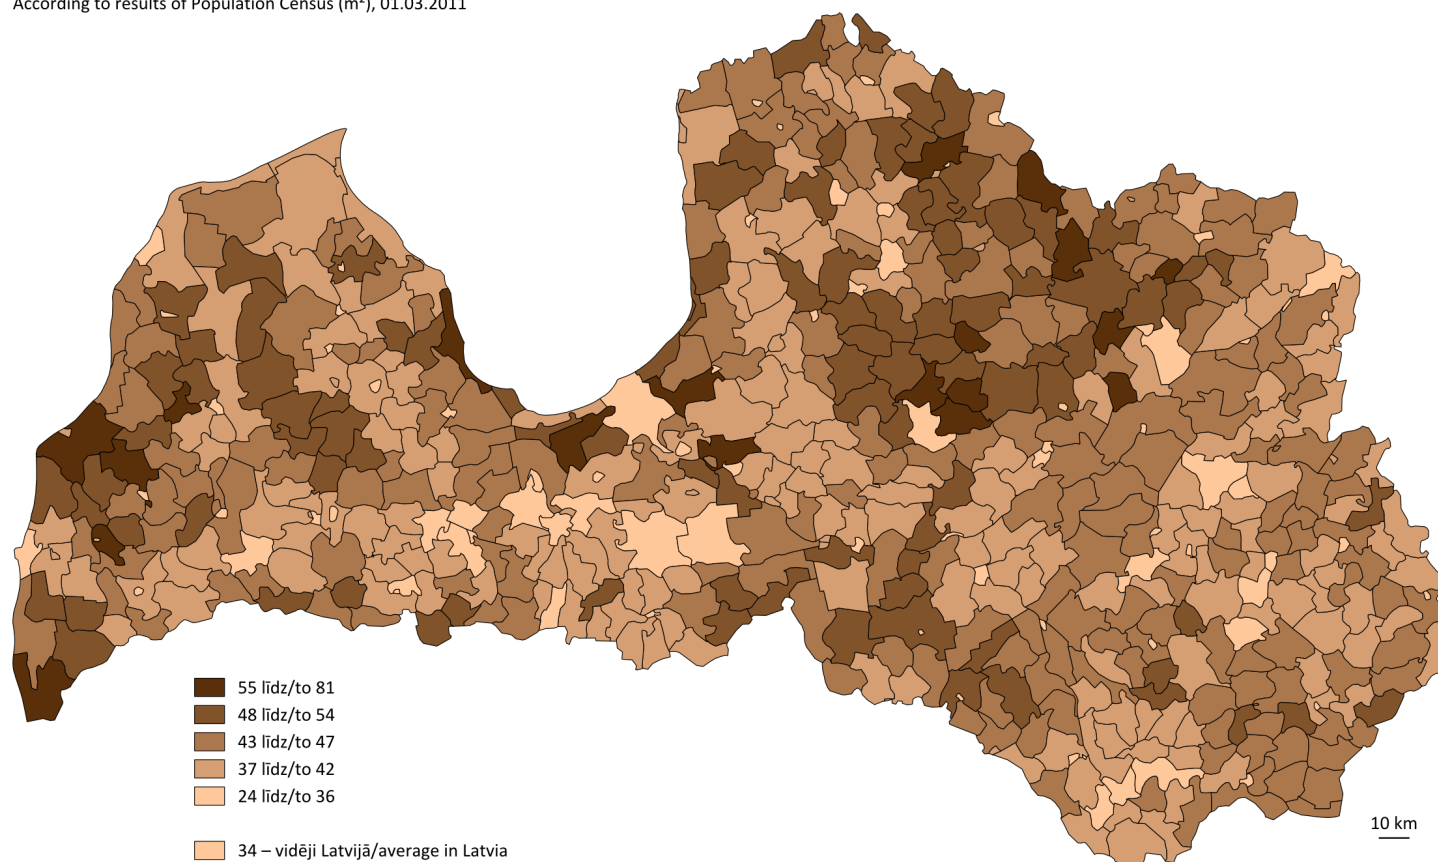 According to results of Population Census (m²), 01.03.2011
55 līdz/to 81
48 līdz/to 54
43 līdz/to 47
37 līdz/to 42
24 līdz/to 36
34 – vidēji Latvijā/average in Latvia
10 km